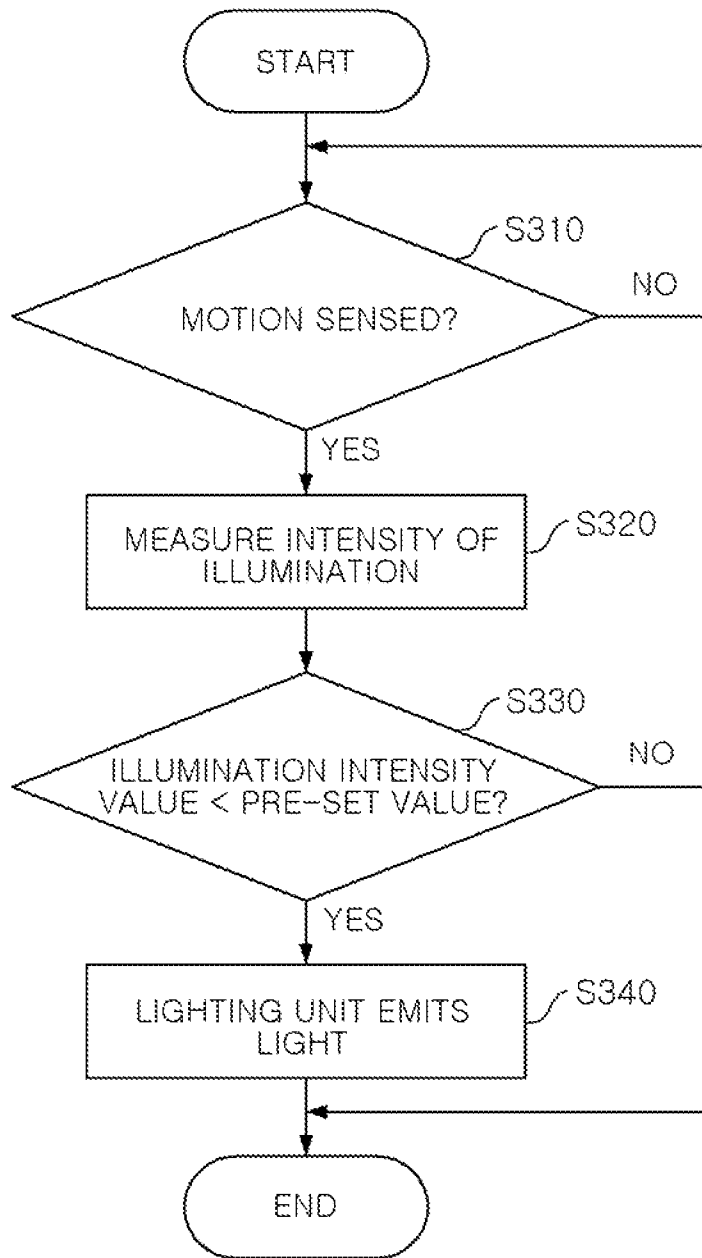 START
S310
NO
MOTION SENSED?
YES
S320
MEASURE INTENSITY OF
ILLUMINATION
S330
NO
ILLUMINATION INTENSITY
VALUE < PRE-SET VALUE?
YES
S340
LIGHTING UNIT EMITS
LIGHT
END